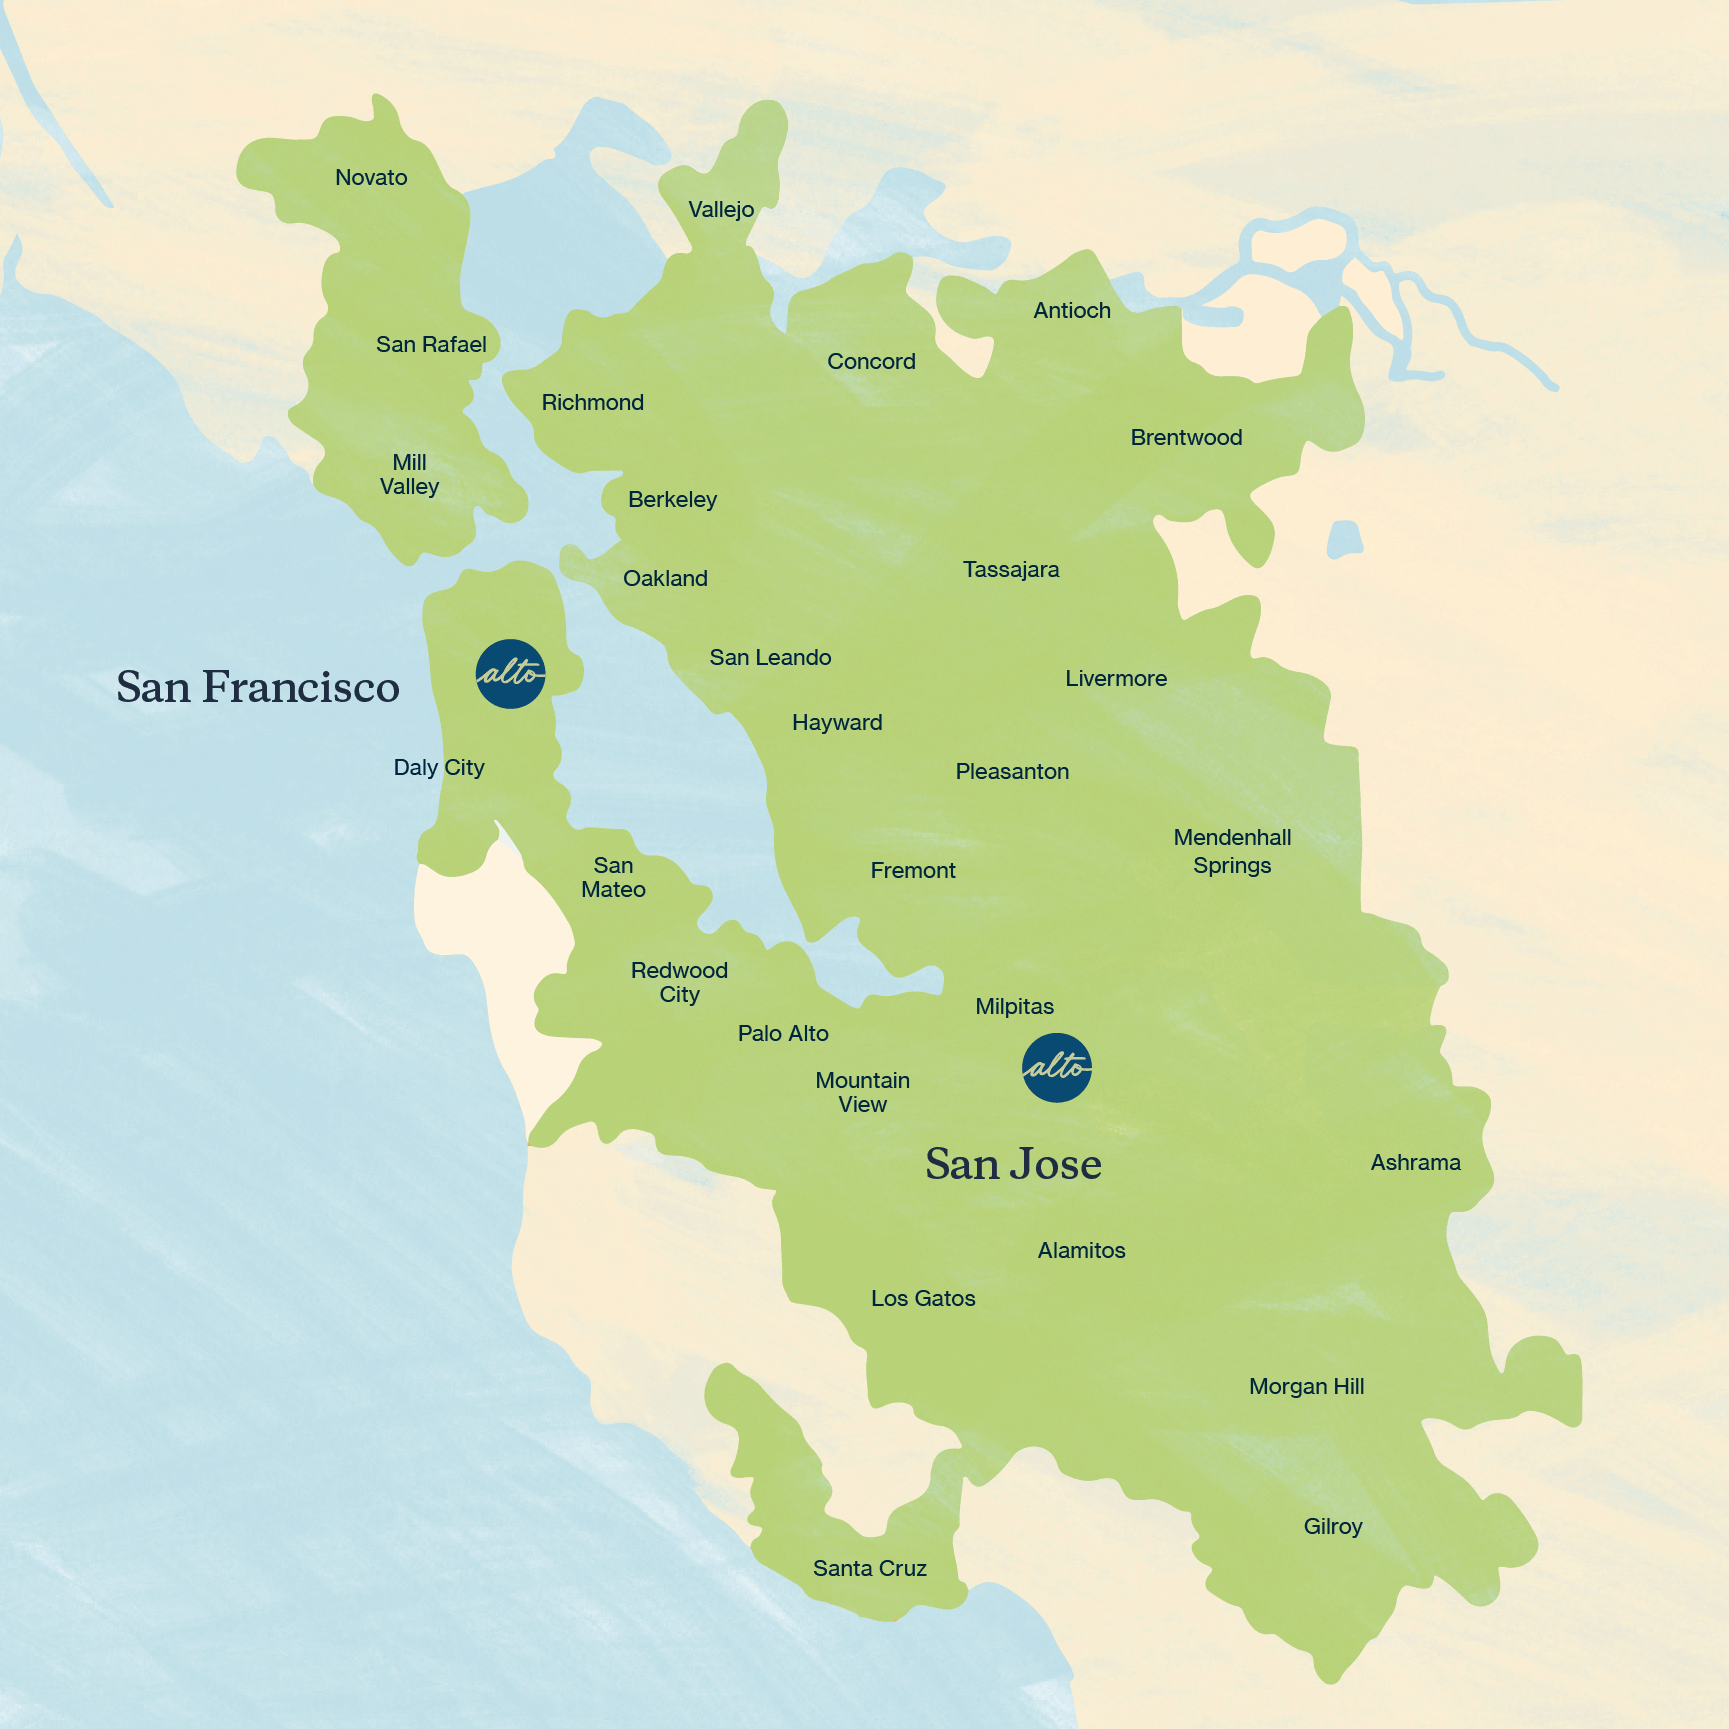 Novato
Vallejo
Antioch
San Rafael
Concord
Richmond
Brentwood
Mill
Valley
Berkeley
Tassajara
Oakland
San Leando
Livermore
alto
San Francisco
Hayward
Daly City
Pleasanton
Mendenhall
Springs
San
Mateo
Fremont
Redwood
City
Milpitas
Palo Alto
alto
Mountain
View
San Jose
Ashrama
Alamitos
Los Gatos
Morgan Hill
Gilroy
Santa Cruz